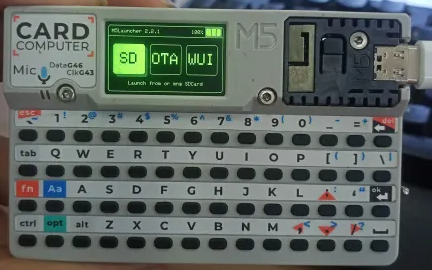 CARD
COMPUTER
Mic DataG46
ClkG43
M5Launcher 2.2.1 100%
SD OTA WUI
Launch from or mng SDCard
M5
esc 1 ! 2 @ 3 # 4 $ 5 % 6 ^ 7 & 8 * 9 ( 0 ) _ - = + del
tab Q W E R T Y U I O P [ { ] } \ |
fn Aa A S D F G H J K L ; : ' " ok
ctrl opt alt Z X C V B N M , < . > / ?